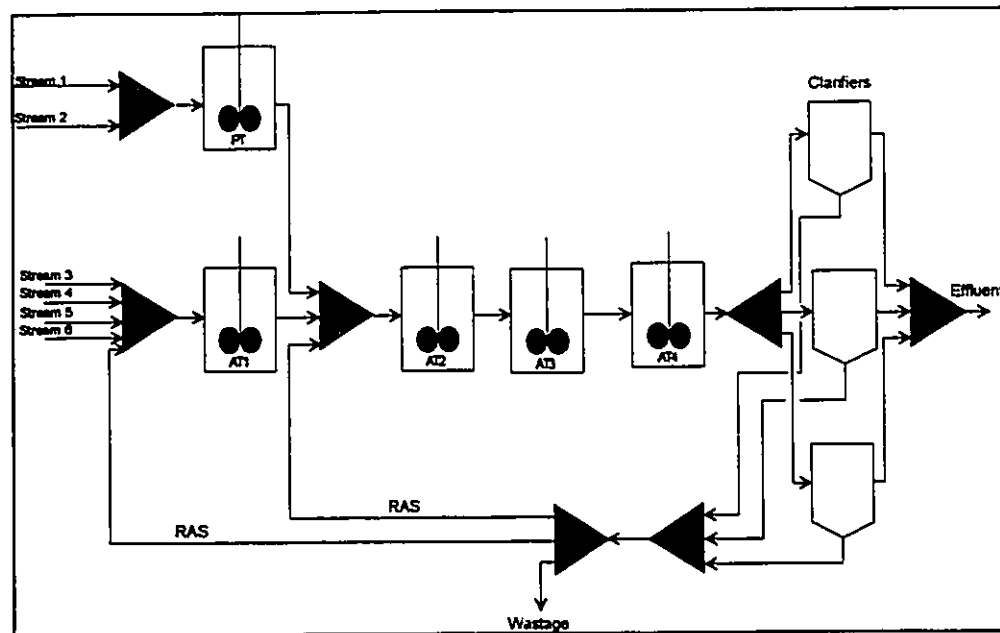 Stream 1
Stream 2
PT
Clarifiers
Stream 3
Stream 4
Stream 5
Stream 6
AT1
AT2
AT3
AT4
Effluent
RAS
RAS
Wastage